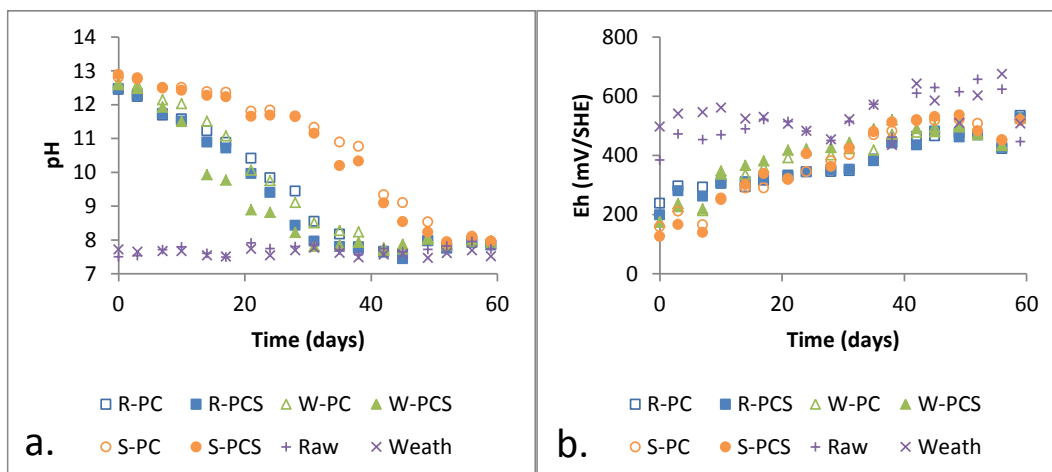 pH
14
13
12
11
10
9
8
7
0 20 40 60
Time (days)
R-PC R-PCS W-PC W-PCS
S-PC S-PCS Raw Weath
a.
Eh (mV/SHE)
800
600
400
200
0
0 20 40 60
Time (days)
R-PC R-PCS W-PC W-PCS
S-PC S-PCS Raw Weath
b.